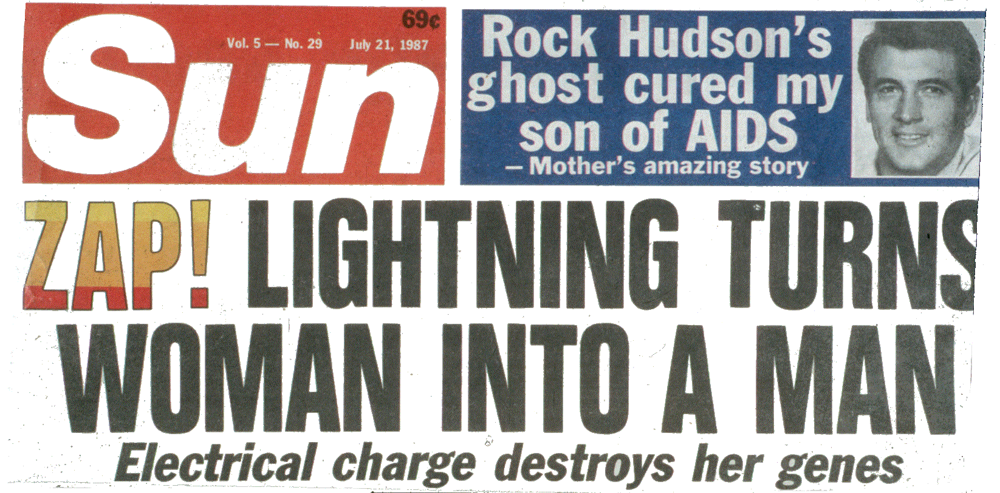 69¢
Vol. 5 — No. 29 July 21, 1987
Sun
Rock Hudson's
ghost cured my
son of AIDS
— Mother's amazing story
ZAP! LIGHTNING TURNS
WOMAN INTO A MAN
Electrical charge destroys her genes